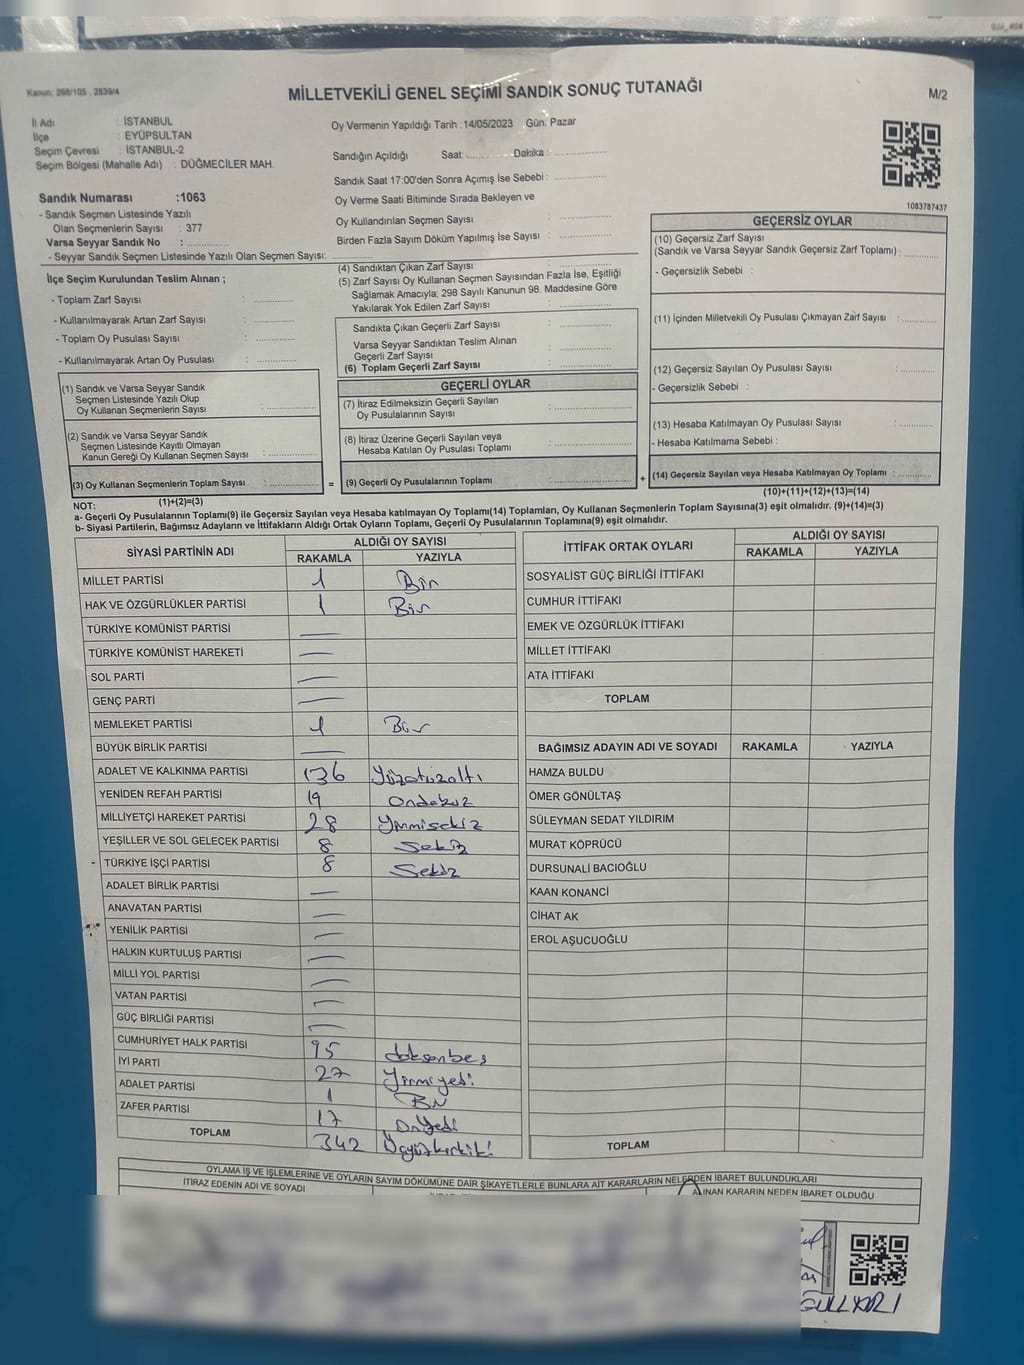 Kanun: 298/105 , 2839/4
MİLLETVEKİLİ GENEL SEÇİMİ SANDIK SONUÇ TUTANAĞI
M/2
İl Adı : İSTANBUL
İlçe : EYÜPSULTAN
Seçim Çevresi : İSTANBUL-2
Seçim Bölgesi (Mahalle Adı) : DÜĞMECİLER MAH.
Sandık Numarası :1063
- Sandık Seçmen Listesinde Yazılı
Olan Seçmenlerin Sayısı : 377
Varsa Seyyar Sandık No : ..............
- Seyyar Sandık Seçmen Listesinde Yazılı Olan Seçmen Sayısı: ..............
Oy Vermenin Yapıldığı Tarih :14/05/2023 Gün: Pazar
Sandığın Açıldığı Saat: .............. Dakika : ..............
Sandık Saat 17:00'den Sonra Açımış İse Sebebi : ..............
Oy Verme Saati Bitiminde Sırada Bekleyen ve
Oy Kullandırılan Seçmen Sayısı : ..............
Birden Fazla Sayım Döküm Yapılmış İse Sayısı : ..............
1083787437
İlçe Seçim Kurulundan Teslim Alınan ;
- Toplam Zarf Sayısı : ..............
- Kullanılmayarak Artan Zarf Sayısı : ..............
- Toplam Oy Pusulası Sayısı : ..............
- Kullanılmayarak Artan Oy Pusulası : ..............
(1) Sandık ve Varsa Seyyar Sandık
Seçmen Listesinde Yazılı Olup
Oy Kullanan Seçmenlerin Sayısı : ..............
(2) Sandık ve Varsa Seyyar Sandık
Seçmen Listesinde Kayıtlı Olmayan
Kanun Gereği Oy Kullanan Seçmen Sayısı : ..............
(3) Oy Kullanan Seçmenlerin Toplam Sayısı : ..............
(1)+(2)=(3)
(4) Sandıktan Çıkan Zarf Sayısı : ..............
(5) Zarf Sayısı Oy Kullanan Seçmen Sayısından Fazla İse, Eşitliği
Sağlamak Amacıyla; 298 Sayılı Kanunun 98. Maddesine Göre
Yakılarak Yok Edilen Zarf Sayısı : ..............
Sandıkta Çıkan Geçerli Zarf Sayısı : ..............
Varsa Seyyar Sandıktan Teslim Alınan
Geçerli Zarf Sayısı : ..............
(6) Toplam Geçerli Zarf Sayısı : ..............
GEÇERLİ OYLAR
(7) İtiraz Edilmeksizin Geçerli Sayılan
Oy Pusulalarının Sayısı : ..............
(8) İtiraz Üzerine Geçerli Sayılan veya
Hesaba Katılan Oy Pusulası Toplamı : ..............
= (9) Geçerli Oy Pusulalarının Toplamı : ..............
GEÇERSİZ OYLAR
(10) Geçersiz Zarf Sayısı
(Sandık ve Varsa Seyyar Sandık Geçersiz Zarf Toplamı) : ..............
- Geçersizlik Sebebi :
(11) İçinden Milletvekili Oy Pusulası Çıkmayan Zarf Sayısı : ..............
(12) Geçersiz Sayılan Oy Pusulası Sayısı : ..............
- Geçersizlik Sebebi :
(13) Hesaba Katılmayan Oy Pusulası Sayısı : ..............
- Hesaba Katılmama Sebebi :
+ (14) Geçersiz Sayılan veya Hesaba Katılmayan Oy Toplamı : ..............
(10)+(11)+(12)+(13)=(14)
NOT:
a- Geçerli Oy Pusulalarının Toplamı(9) ile Geçersiz Sayılan veya Hesaba katılmayan Oy Toplamı(14) Toplamları, Oy Kullanan Seçmenlerin Toplam Sayısına(3) eşit olmalıdır. (9)+(14)=(3)
b- Siyasi Partilerin, Bağımsız Adayların ve İttifakların Aldığı Ortak Oyların Toplamı, Geçerli Oy Pusulalarının Toplamına(9) eşit olmalıdır.
SİYASİ PARTİNİN ADI ALDIĞI OY SAYISI
RAKAMLA YAZIYLA
MİLLET PARTİSİ 1 Bir
HAK VE ÖZGÜRLÜKLER PARTİSİ 1 Bir
TÜRKİYE KOMÜNİST PARTİSİ —
TÜRKİYE KOMÜNİST HAREKETİ —
SOL PARTİ —
GENÇ PARTİ —
MEMLEKET PARTİSİ 1 Bir
BÜYÜK BİRLİK PARTİSİ —
ADALET VE KALKINMA PARTİSİ 136 Yüzotuzaltı
YENİDEN REFAH PARTİSİ 19 Ondokuz
MİLLİYETÇİ HAREKET PARTİSİ 28 Yirmisekiz
YEŞİLLER VE SOL GELECEK PARTİSİ 8 Sekiz
- TÜRKİYE İŞÇİ PARTİSİ 8 Sekiz
ADALET BİRLİK PARTİSİ —
ANAVATAN PARTİSİ —
YENİLİK PARTİSİ —
HALKIN KURTULUŞ PARTİSİ —
MİLLİ YOL PARTİSİ —
VATAN PARTİSİ —
GÜÇ BİRLİĞİ PARTİSİ —
CUMHURİYET HALK PARTİSİ 95 doksanbeş
İYİ PARTİ 27 Yirmiyedi
ADALET PARTİSİ 1 Bir
ZAFER PARTİSİ 17 Onyedi
TOPLAM 342 Üçyüzkırkiki
İTTİFAK ORTAK OYLARI ALDIĞI OY SAYISI
RAKAMLA YAZIYLA
SOSYALİST GÜÇ BİRLİĞİ İTTİFAKI
CUMHUR İTTİFAKI
EMEK VE ÖZGÜRLÜK İTTİFAKI
MİLLET İTTİFAKI
ATA İTTİFAKI
TOPLAM
BAĞIMSIZ ADAYIN ADI VE SOYADI RAKAMLA YAZIYLA
HAMZA BULDU
ÖMER GÖNÜLTAŞ
SÜLEYMAN SEDAT YILDIRIM
MURAT KÖPRÜCÜ
DURSUNALİ BACIOĞLU
KAAN KONANCİ
CİHAT AK
EROL AŞUCUOĞLU
TOPLAM
OYLAMA İŞ VE İŞLEMLERİNE VE OYLARIN SAYIM DÖKÜMÜNE DAİR ŞİKAYETLERLE BUNLARA AİT KARARLARIN NELERDEN İBARET BULUNDUKLARI
İTİRAZ EDENİN ADI VE SOYADI
ALINAN KARARIN NEDEN İBARET OLDUĞU